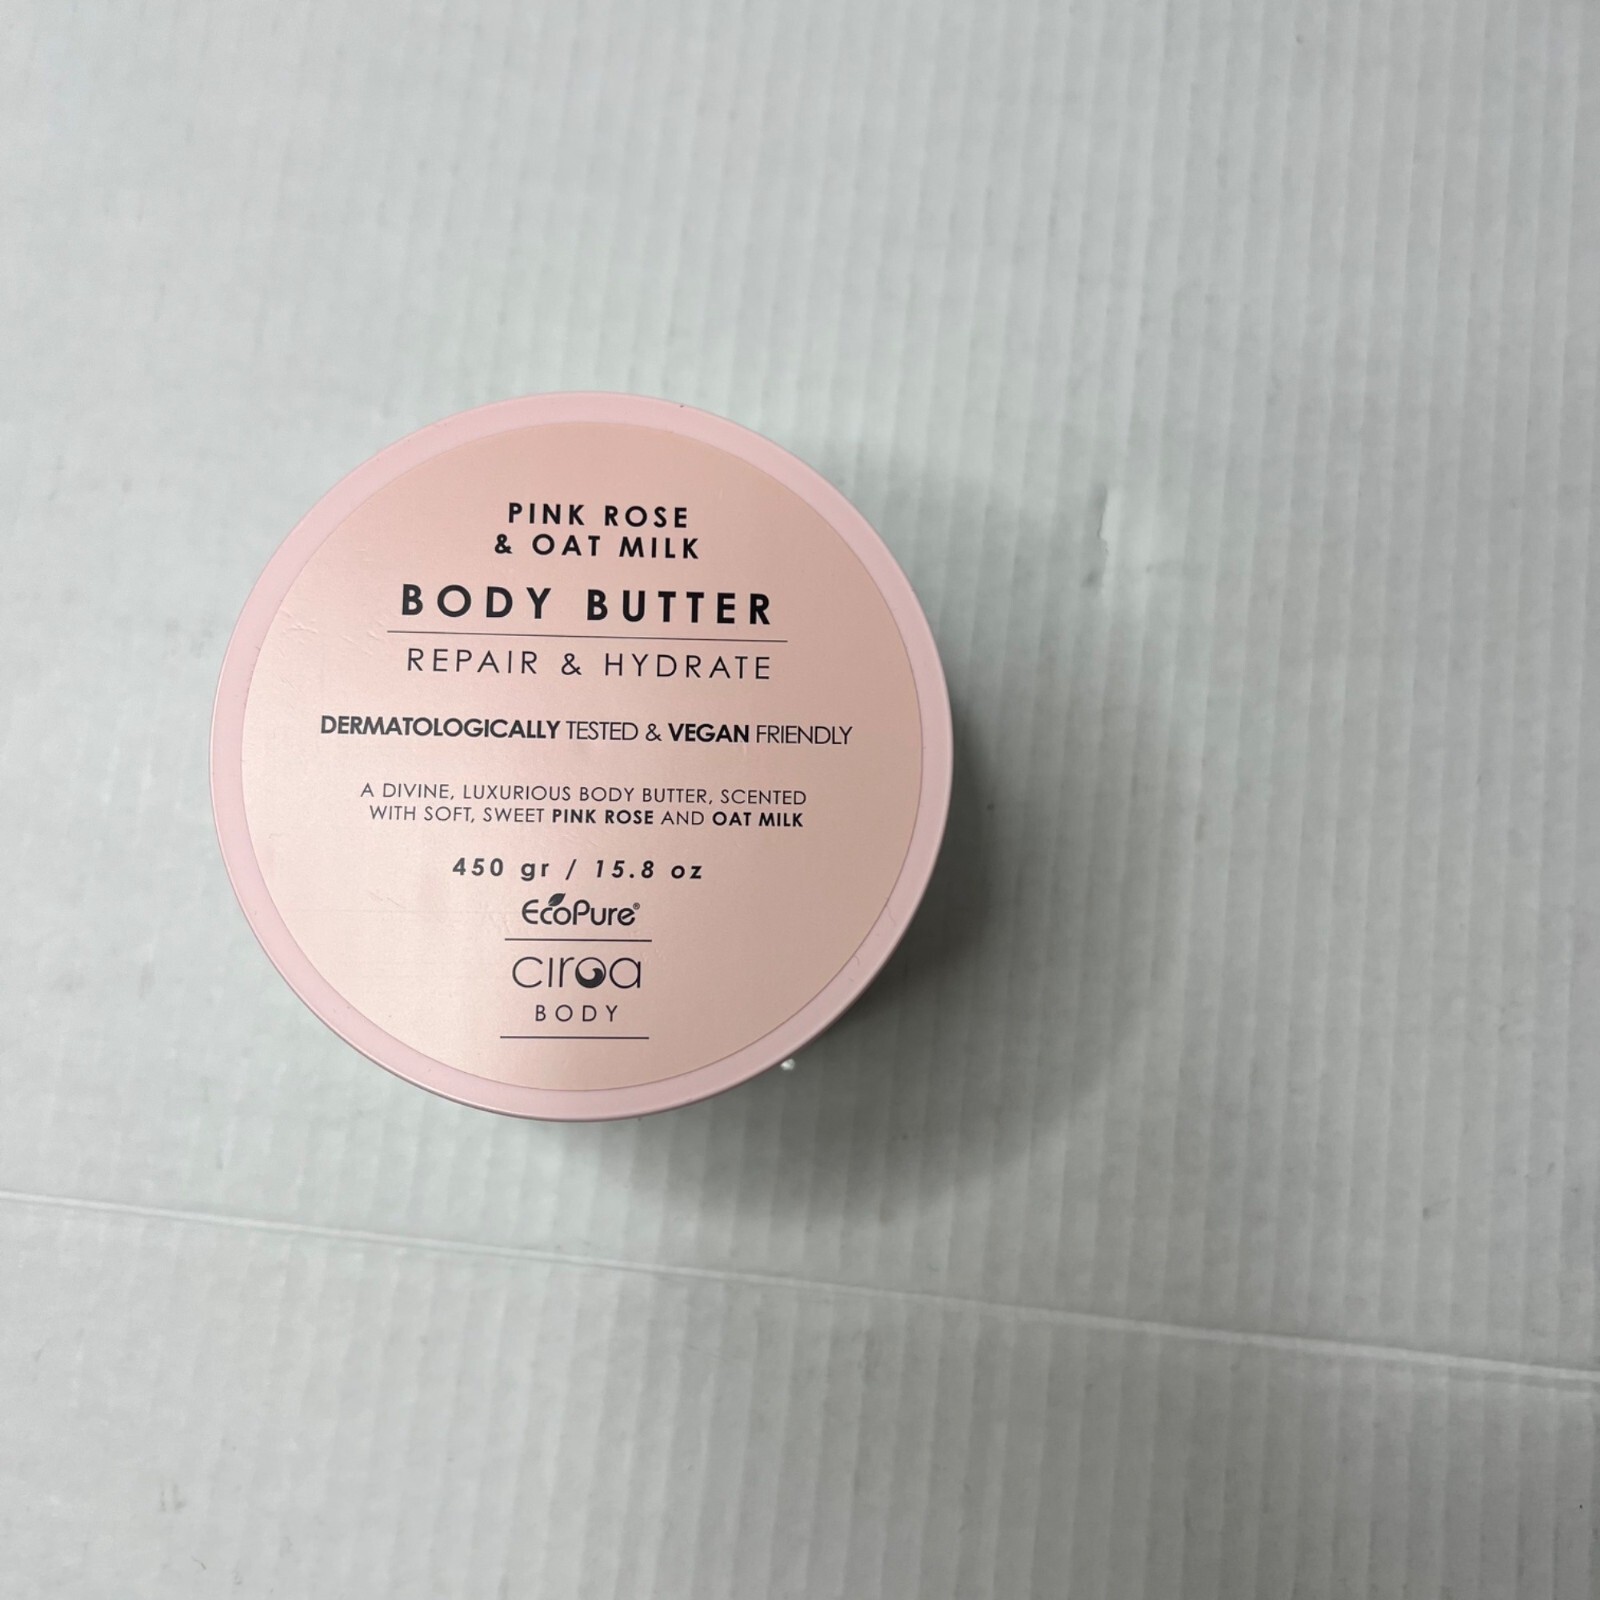 PINK ROSE
& OAT MILK
BODY BUTTER
REPAIR & HYDRATE
DERMATOLOGICALLY TESTED & VEGAN FRIENDLY
A DIVINE, LUXURIOUS BODY BUTTER, SCENTED
WITH SOFT, SWEET PINK ROSE AND OAT MILK
450 gr / 15.8 oz
EcoPure®
ciroa
BODY